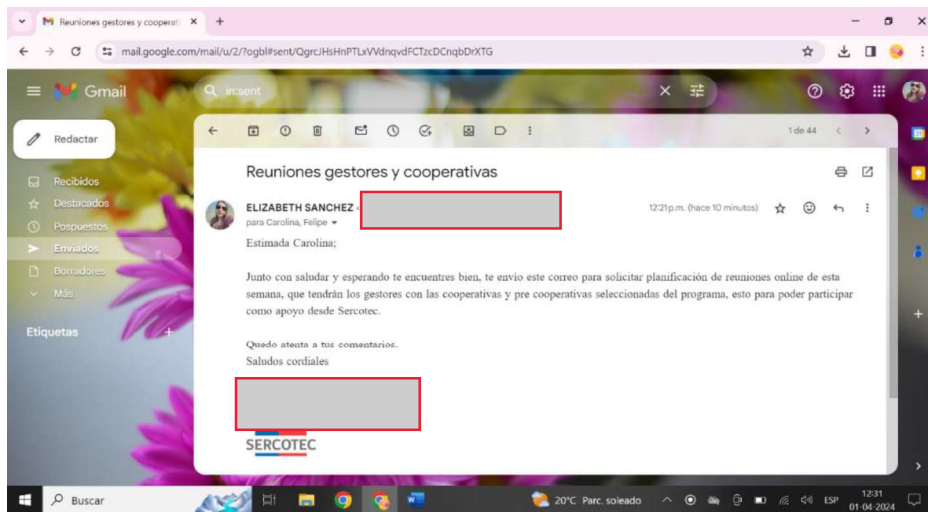 Reuniones gestores y cooperati
mail.google.com/mail/u/2/?ogbl#sent/QgrcJHsHnPTLxVVdnqvdFCTzcDCnqbDrXTG
Gmail
in:sent
Redactar
1 de 44
Recibidos
Destacados
Pospuestos
Enviados
Borradores
Más
Etiquetas
Reuniones gestores y cooperativas
ELIZABETH SANCHEZ <
12:21 p.m. (hace 10 minutos)
para Carolina, Felipe
Estimada Carolina;
Junto con saludar y esperando te encuentres bien, te envio este correo para solicitar planificación de reuniones online de esta
semana, que tendrán los gestores con las cooperativas y pre cooperativas seleccionadas del programa, esto para poder participar
como apoyo desde Sercotec.
Quedo atenta a tus comentarios.
Saludos cordiales
SERCOTEC
Buscar
20°C Parc. soleado
ESP
12:31
01-04-2024